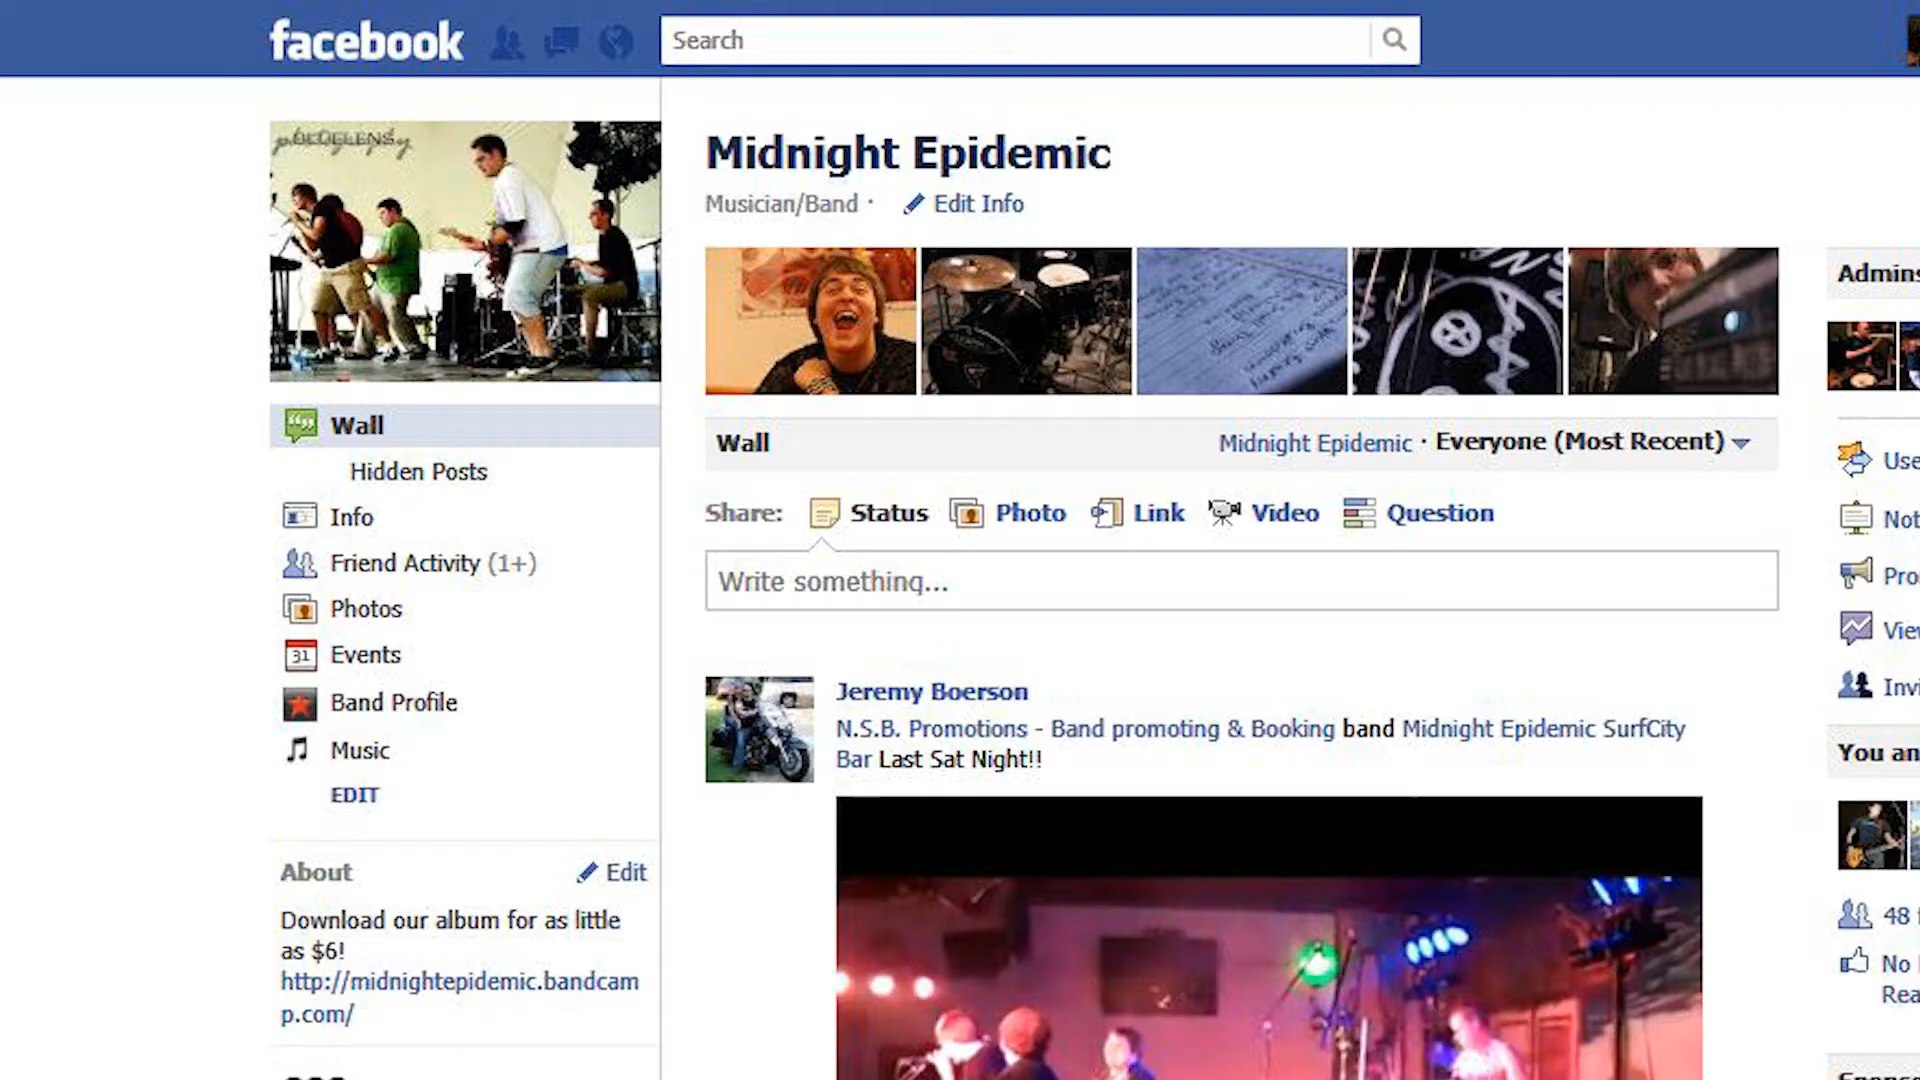 facebook
Search
Midnight Epidemic
Musician/Band ·
Edit Info
Admins
Wall
Hidden Posts
Info
Friend Activity (1+)
Photos
Events
31
Band Profile
Music
EDIT
About
Edit
Download our album for as little
as $6!
http://midnightepidemic.bandcam
p.com/
Wall
Midnight Epidemic · Everyone (Most Recent)
Share:
Status
Photo
Link
Video
Question
Write something...
Jeremy Boerson
N.S.B. Promotions - Band promoting & Booking band Midnight Epidemic SurfCity
Bar Last Sat Night!!
You an
48
No